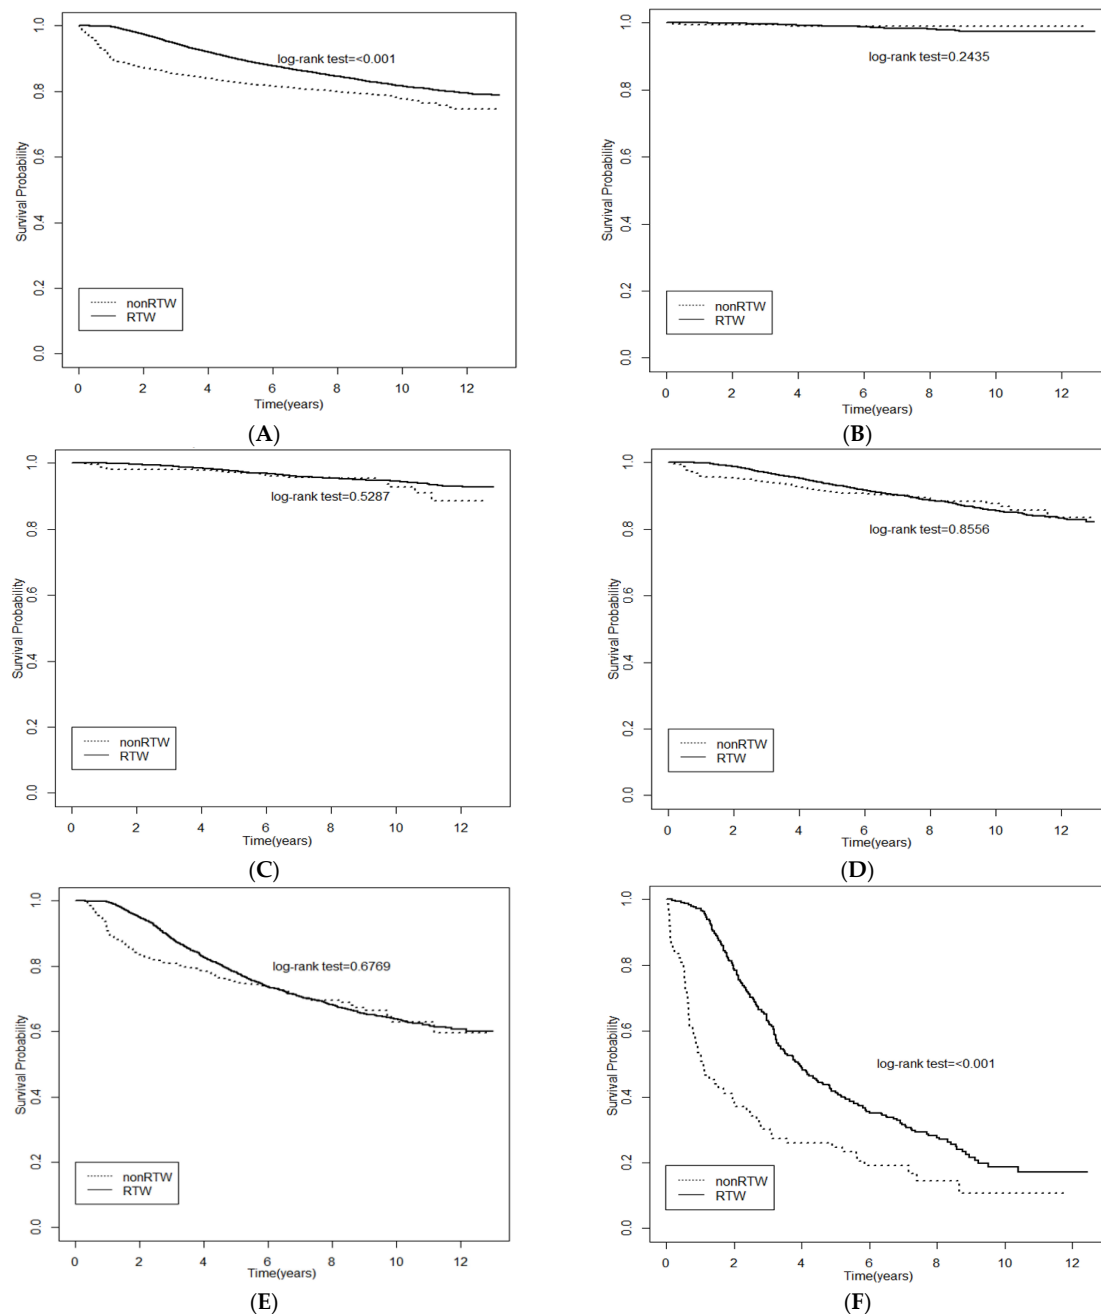 1.0
0.8
0.6
0.4
0.2
0.0
Survival Probability
log-rank test=<0.001
nonRTW
RTW
0 2 4 6 8 10 12
Time(years)
(A)
1.0
0.8
0.6
0.4
0.2
0.0
Survival Probability
log-rank test=0.2435
nonRTW
RTW
0 2 4 6 8 10 12
Time(years)
(B)
1.0
0.8
0.6
0.4
0.2
0.0
Survival Probability
log-rank test=0.5287
nonRTW
RTW
0 2 4 6 8 10 12
Time(years)
(C)
1.0
0.8
0.6
0.4
0.2
0.0
Survival Probability
log-rank test=0.8556
nonRTW
RTW
0 2 4 6 8 10 12
Time(years)
(D)
1.0
0.8
0.6
0.4
0.2
0.0
Survival Probability
log-rank test=0.6769
nonRTW
RTW
0 2 4 6 8 10 12
Time(years)
(E)
1.0
0.8
0.6
0.4
0.2
0.0
Survival Probability
log-rank test=<0.001
nonRTW
RTW
0 2 4 6 8 10 12
Time(years)
(F)